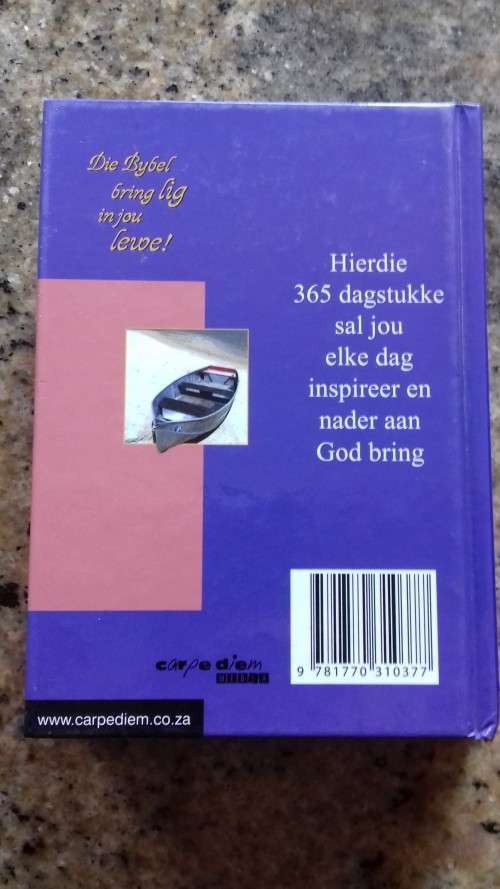 Die Bybel
bring lig
in jou
lewe!
Hierdie
365 dagstukke
sal jou
elke dag
inspireer en
nader aan
God bring
carpe diem
MEDIA
9 781770 310377
www.carpediem.co.za